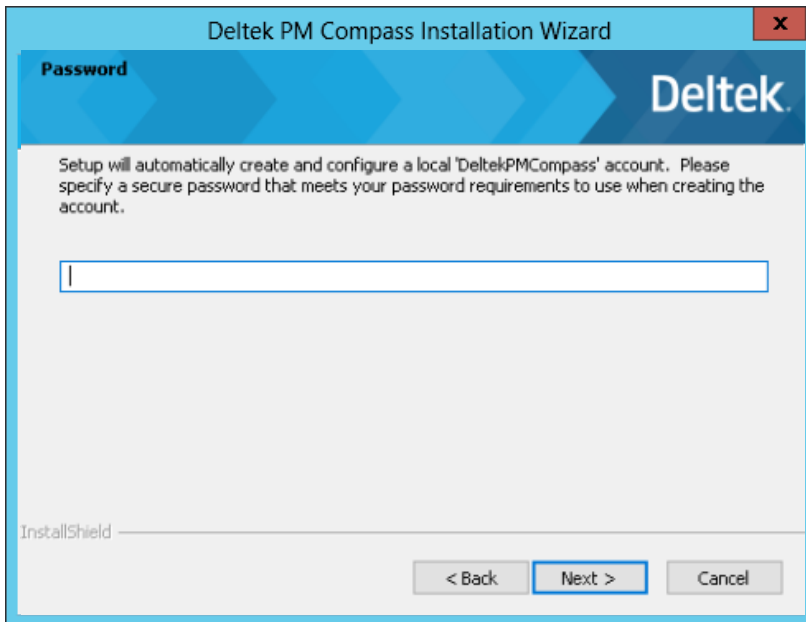 Deltek PM Compass Installation Wizard
x
Password
Deltek.
Setup will automatically create and configure a local 'DeltekPMCompass' account.  Please
specify a secure password that meets your password requirements to use when creating the
account.
InstallShield
< Back
Next >
Cancel